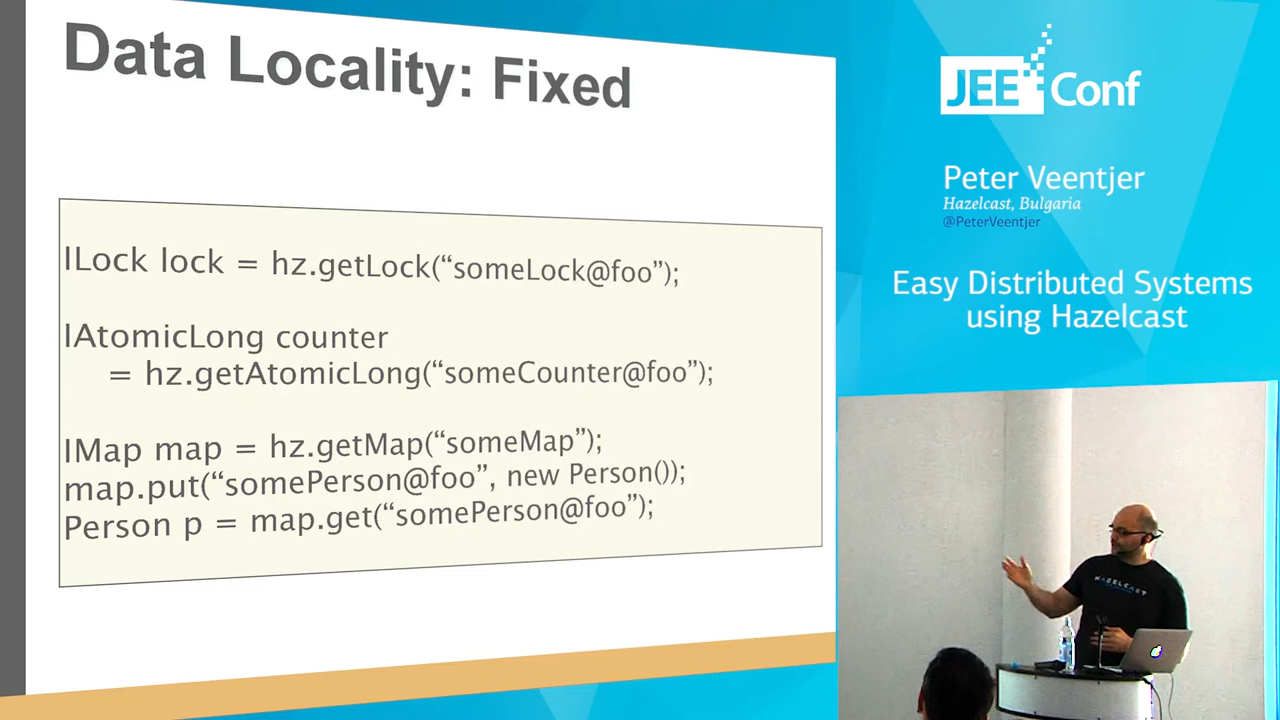 Data Locality: Fixed
ILock lock = hz.getLock(“someLock@foo”);
IAtomicLong counter
= hz.getAtomicLong(“someCounter@foo”);
IMap map = hz.getMap(“someMap”);
map.put(“somePerson@foo”, new Person());
Person p = map.get(“somePerson@foo”);
JEE Conf
Peter Veentjer
Hazelcast, Bulgaria
@PeterVeentjer
Easy Distributed Systems
using Hazelcast
HAZELCAST